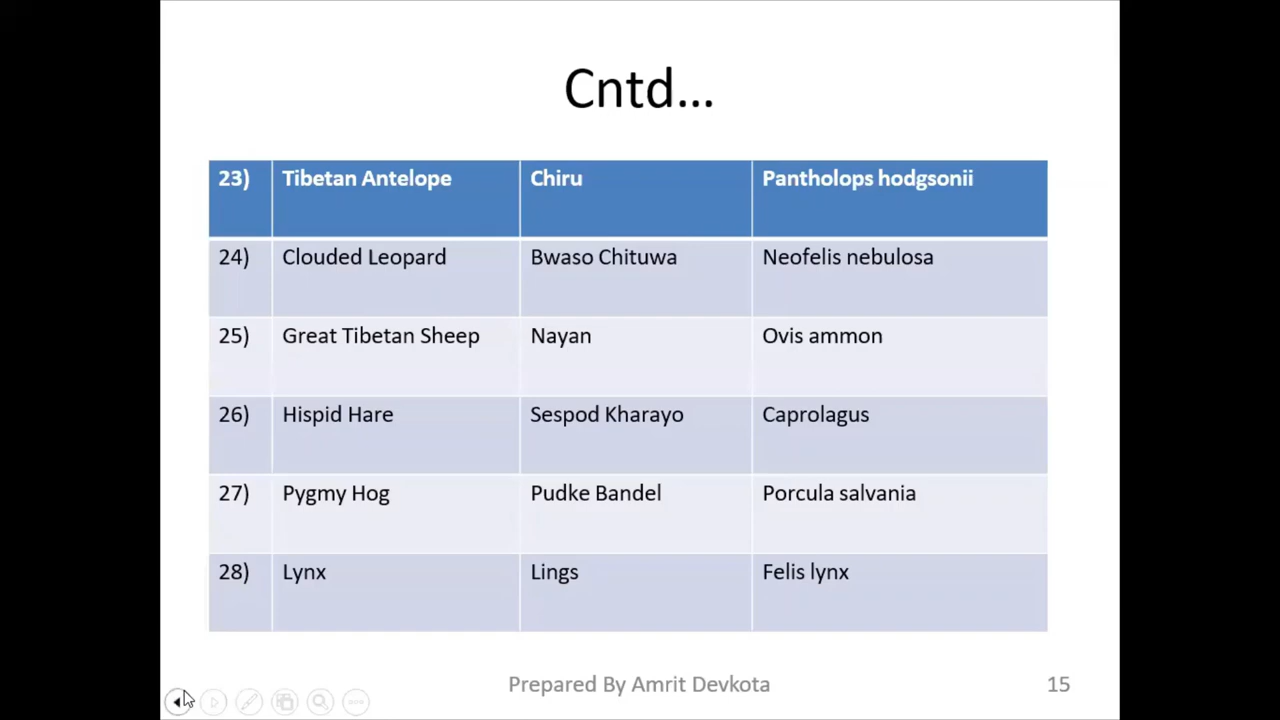 Cntd...
23) Tibetan Antelope Chiru Pantholops hodgsonii
24) Clouded Leopard Bwaso Chituwa Neofelis nebulosa
25) Great Tibetan Sheep Nayan Ovis ammon
26) Hispid Hare Sespod Kharayo Caprolagus
27) Pygmy Hog Pudke Bandel Porcula salvania
28) Lynx Lings Felis lynx
Prepared By Amrit Devkota 15